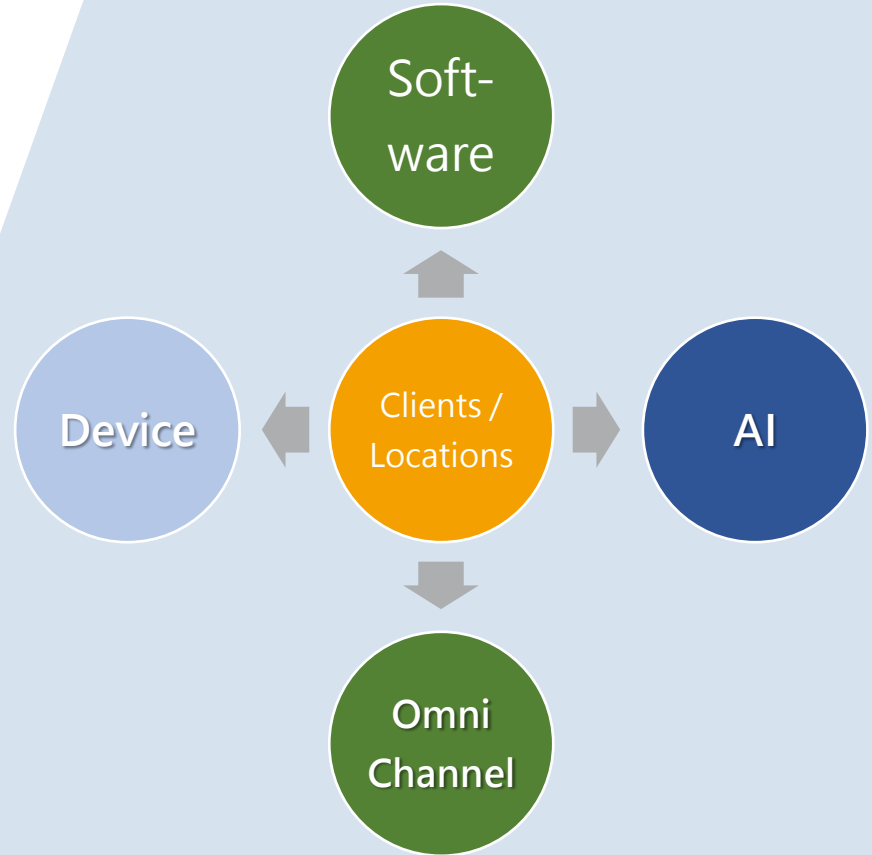 Soft-
ware
Device
Clients /
Locations
AI
Omni
Channel